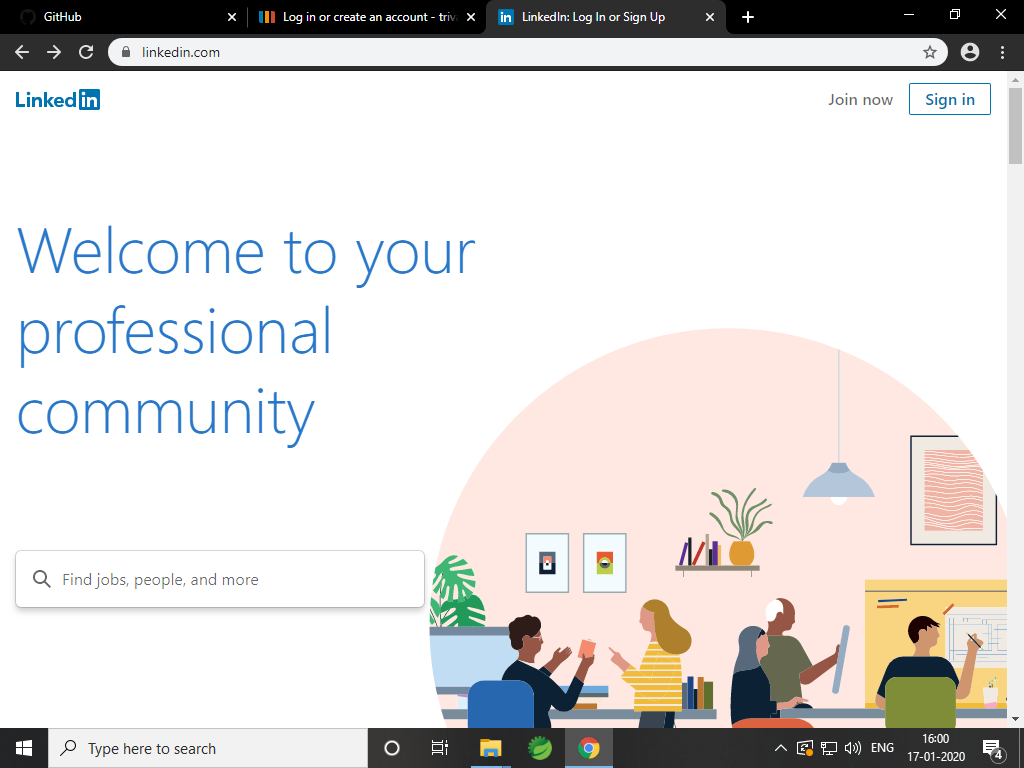 GitHub
Log in or create an account - triv
LinkedIn: Log In or Sign Up
linkedin.com
Linked in
Join now
Sign in
Welcome to your
professional
community
Find jobs, people, and more
Type here to search
ENG
16:00
17-01-2020
4